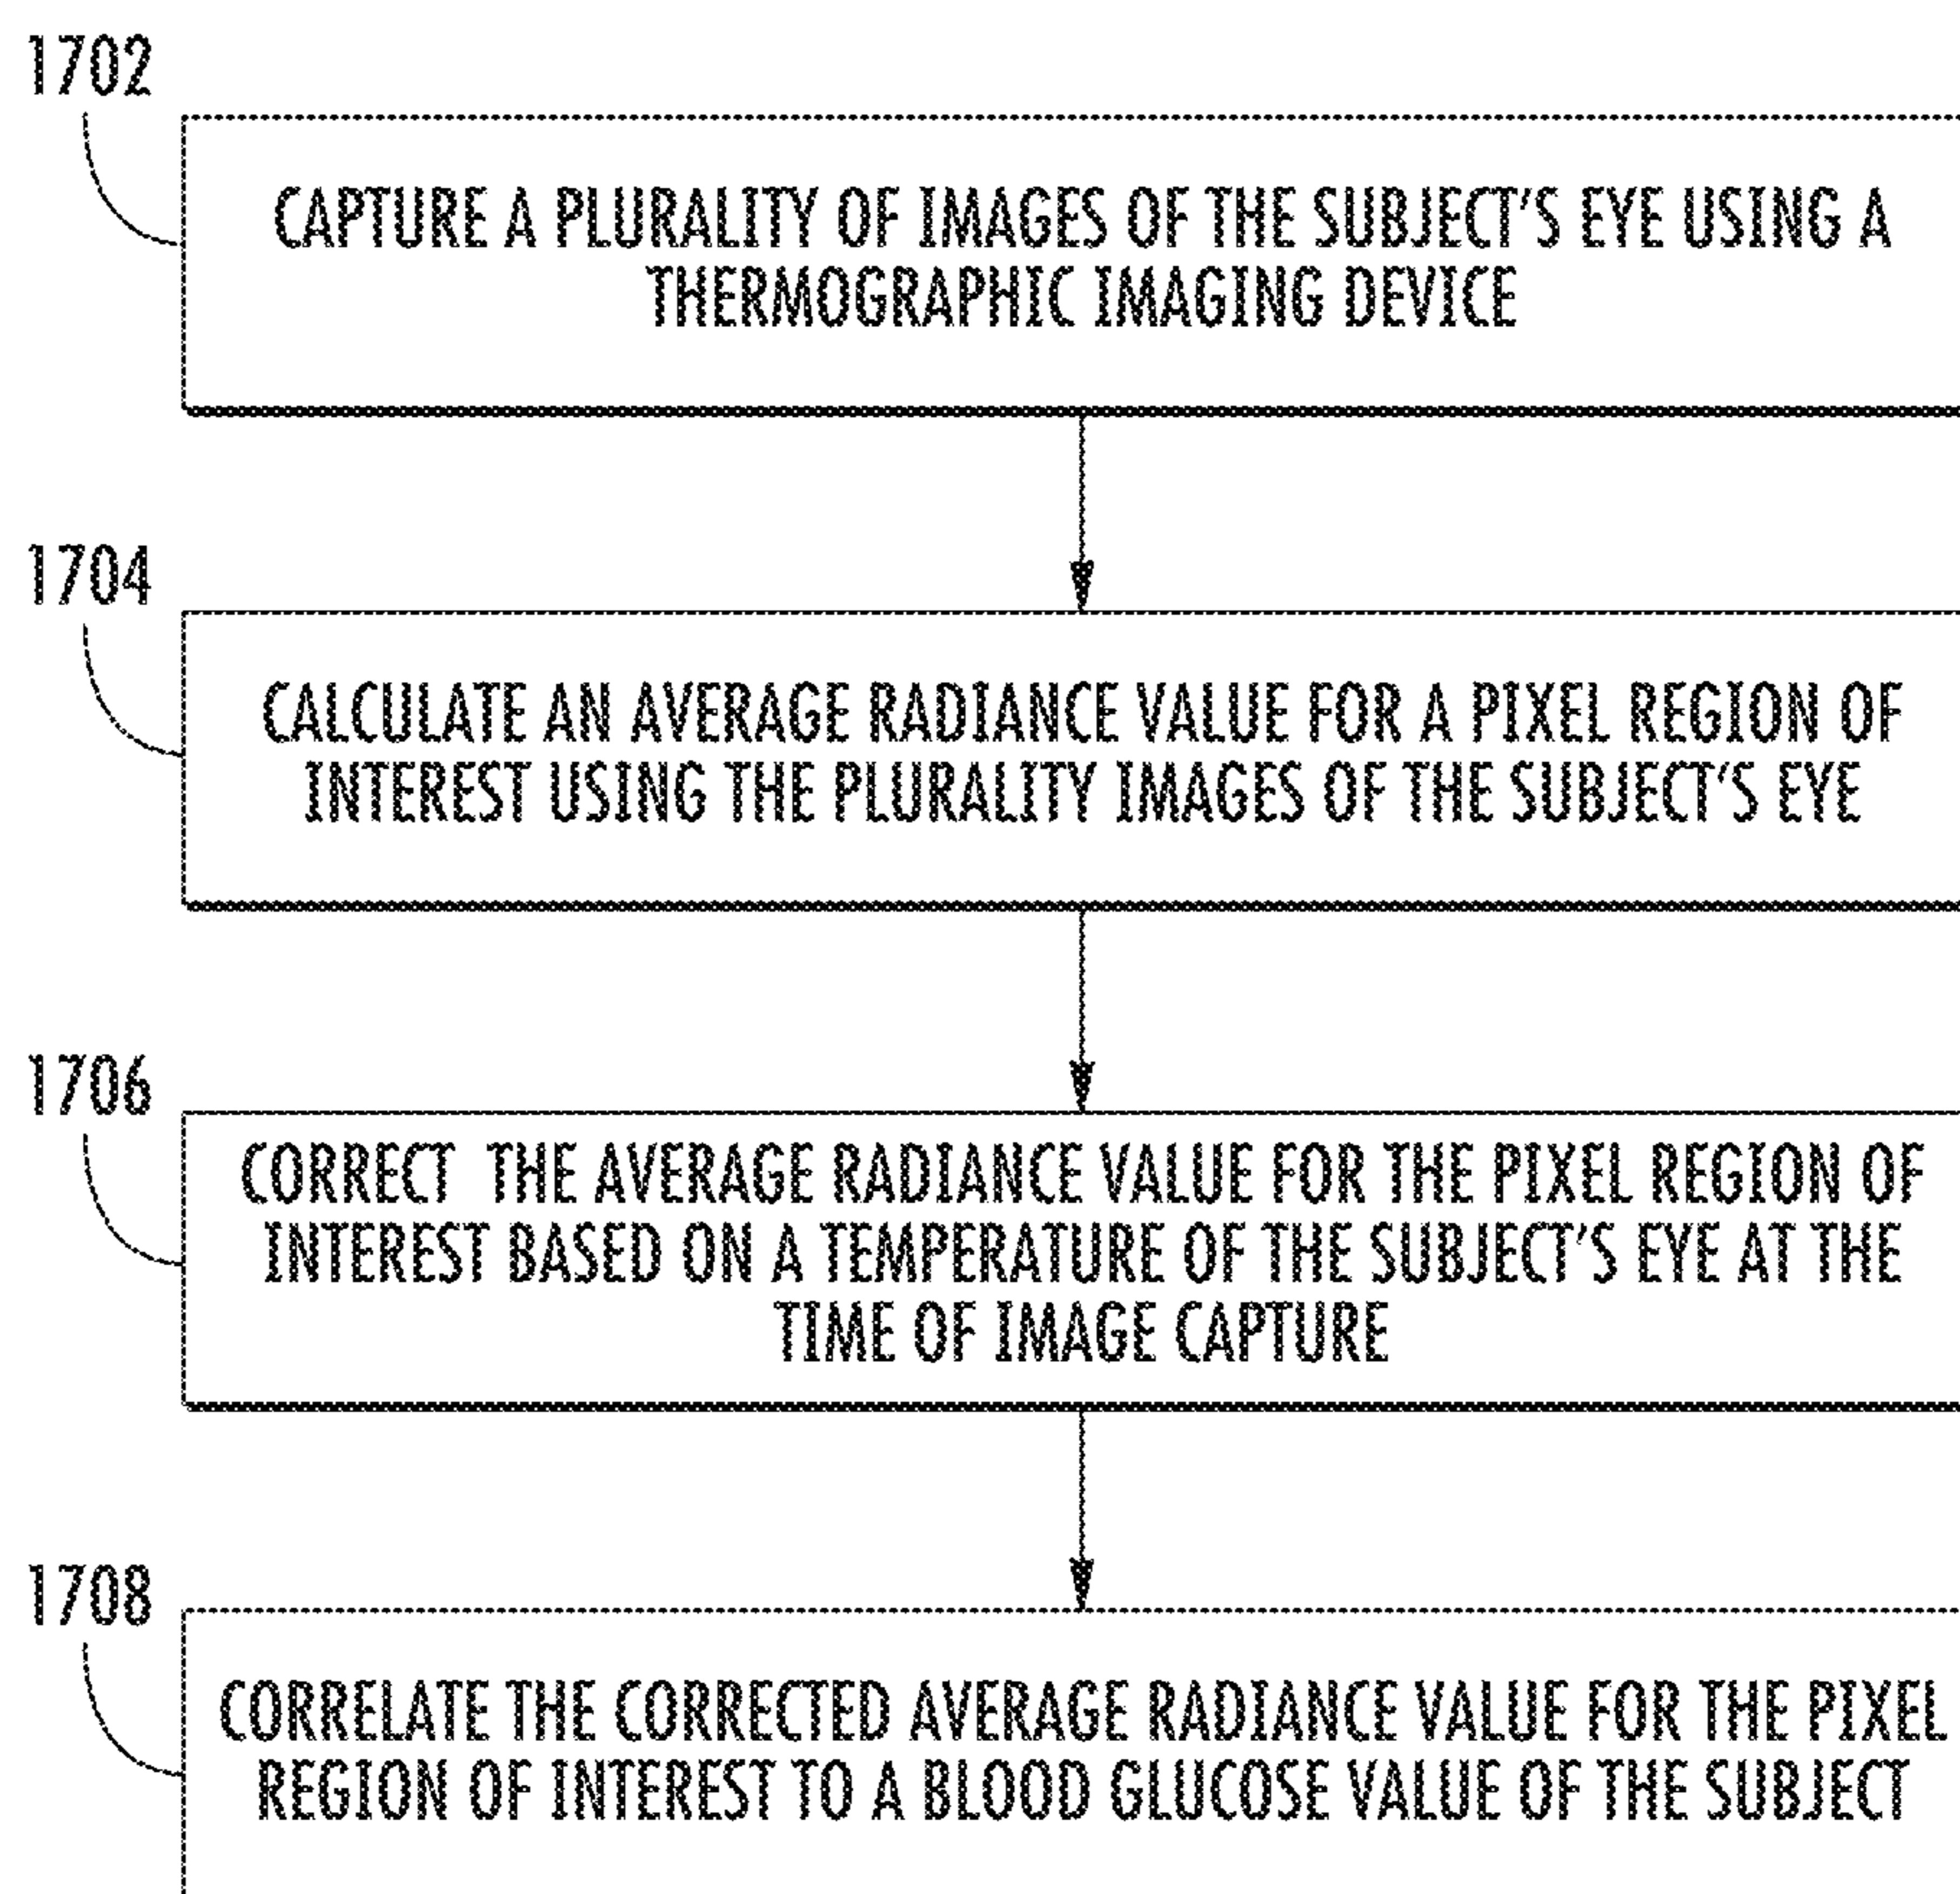 1702
CAPTURE A PLURALITY OF IMAGES OF THE SUBJECT'S EYE USING A
THERMOGRAPHIC IMAGING DEVICE
1704
CALCULATE AN AVERAGE RADIANCE VALUE FOR A PIXEL REGION OF
INTEREST USING THE PLURALITY IMAGES OF THE SUBJECT'S EYE
1706
CORRECT THE AVERAGE RADIANCE VALUE FOR THE PIXEL REGION OF
INTEREST BASED ON A TEMPERATURE OF THE SUBJECT'S EYE AT THE
TIME OF IMAGE CAPTURE
1708
CORRELATE THE CORRECTED AVERAGE RADIANCE VALUE FOR THE PIXEL
REGION OF INTEREST TO A BLOOD GLUCOSE VALUE OF THE SUBJECT